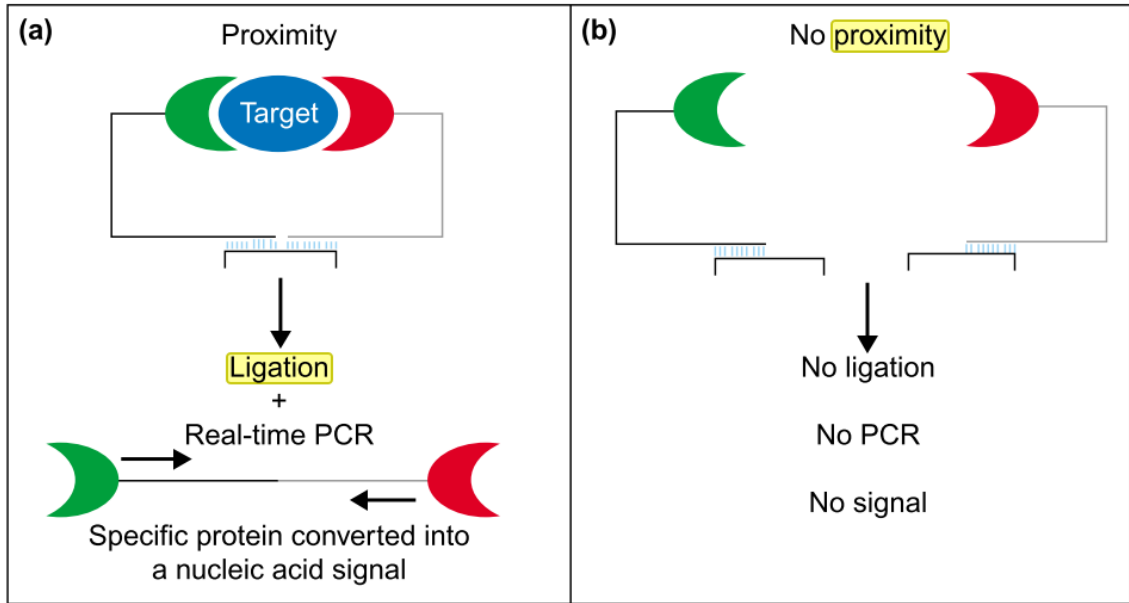 (a)
Proximity
Target
Ligation
+
Real-time PCR
Specific protein converted into
a nucleic acid signal
(b)
No proximity
No ligation
No PCR
No signal